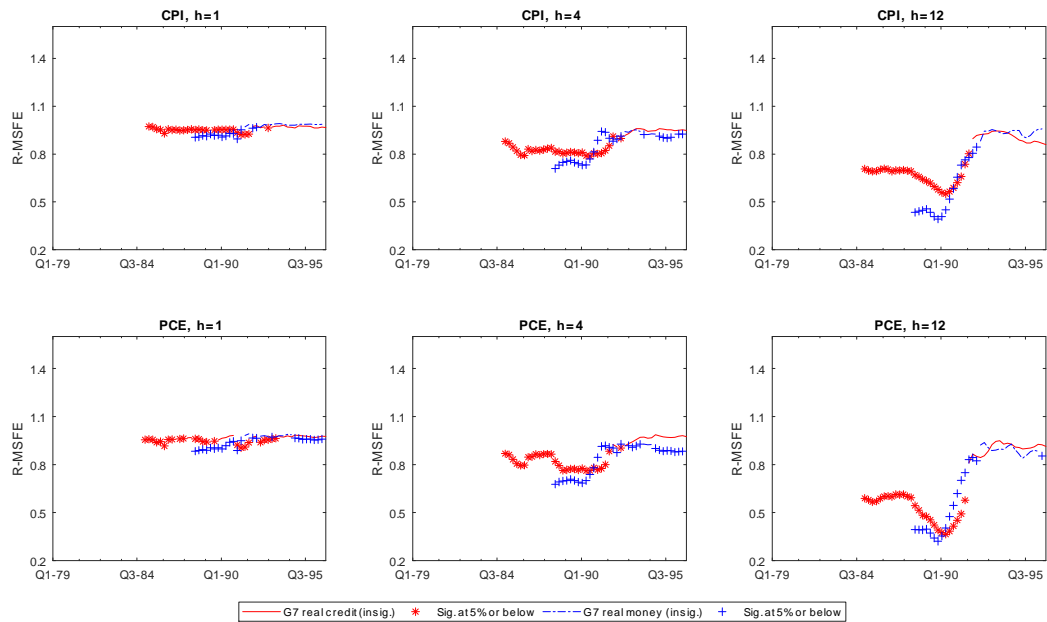 CPI, h=1
CPI, h=4
CPI, h=12
R-MSFE
1.4
1.1
0.8
0.5
0.2
Q1-79
Q3-84
Q1-90
Q3-95
R-MSFE
1.4
1.1
0.8
0.5
0.2
Q1-79
Q3-84
Q1-90
Q3-95
R-MSFE
1.4
1.1
0.8
0.5
0.2
Q1-79
Q3-84
Q1-90
Q3-95
PCE, h=1
PCE, h=4
PCE, h=12
R-MSFE
1.4
1.1
0.8
0.5
0.2
Q1-79
Q3-84
Q1-90
Q3-95
R-MSFE
1.4
1.1
0.8
0.5
0.2
Q1-79
Q3-84
Q1-90
Q3-95
R-MSFE
1.4
1.1
0.8
0.5
0.2
Q1-79
Q3-84
Q1-90
Q3-95
G7 real credit (insig.) Sig. at 5% or below G7 real money (insig.) Sig. at 5% or below